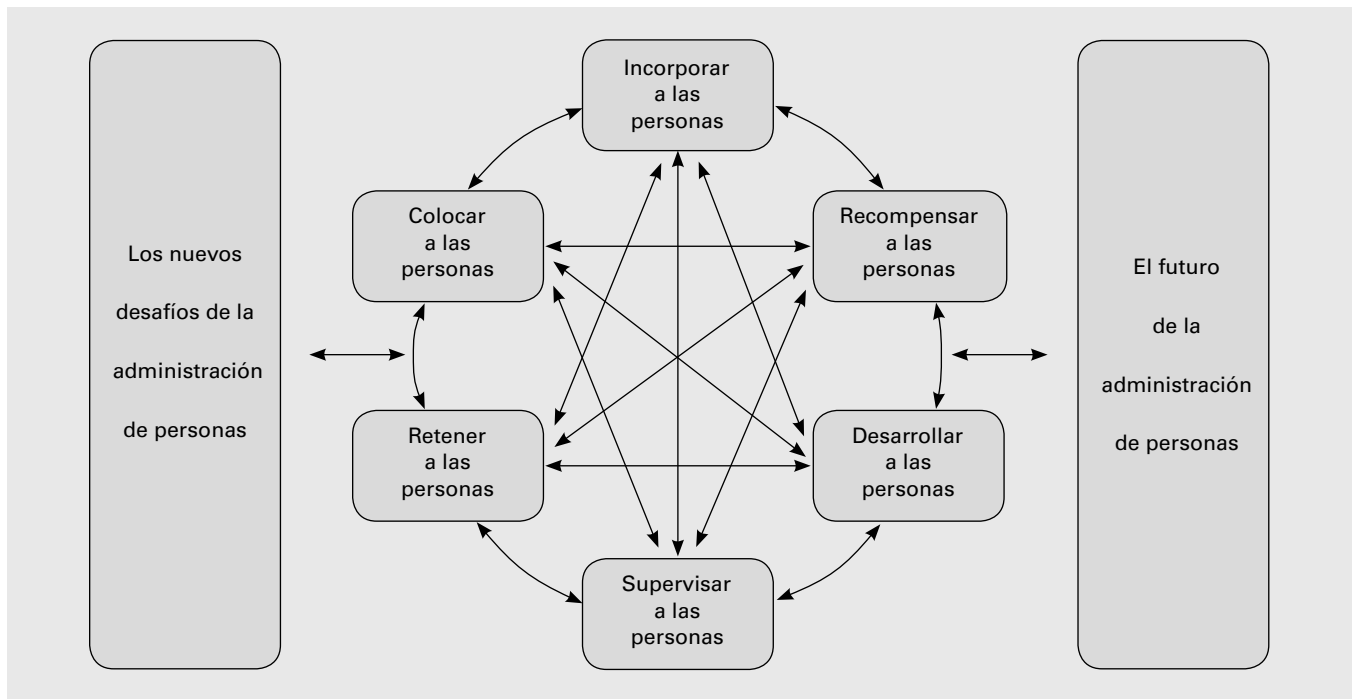 Los nuevos
desafíos de la
administración
de personas
Incorporar
a las
personas
Colocar
a las
personas
Recompensar
a las
personas
Retener
a las
personas
Desarrollar
a las
personas
Supervisar
a las
personas
El futuro
de la
administración
de personas